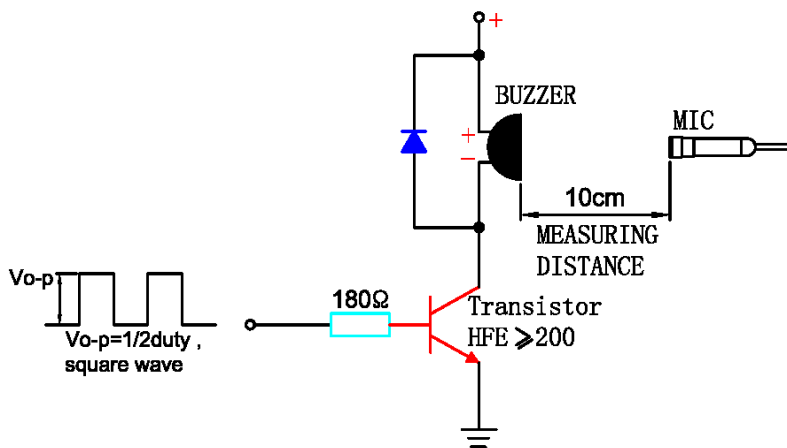 +
BUZZER
+
−
MIC
10cm
MEASURING
DISTANCE
Vo-p
180Ω
Transistor
HFE ⩾200
Vo-p=1/2duty ,
square wave